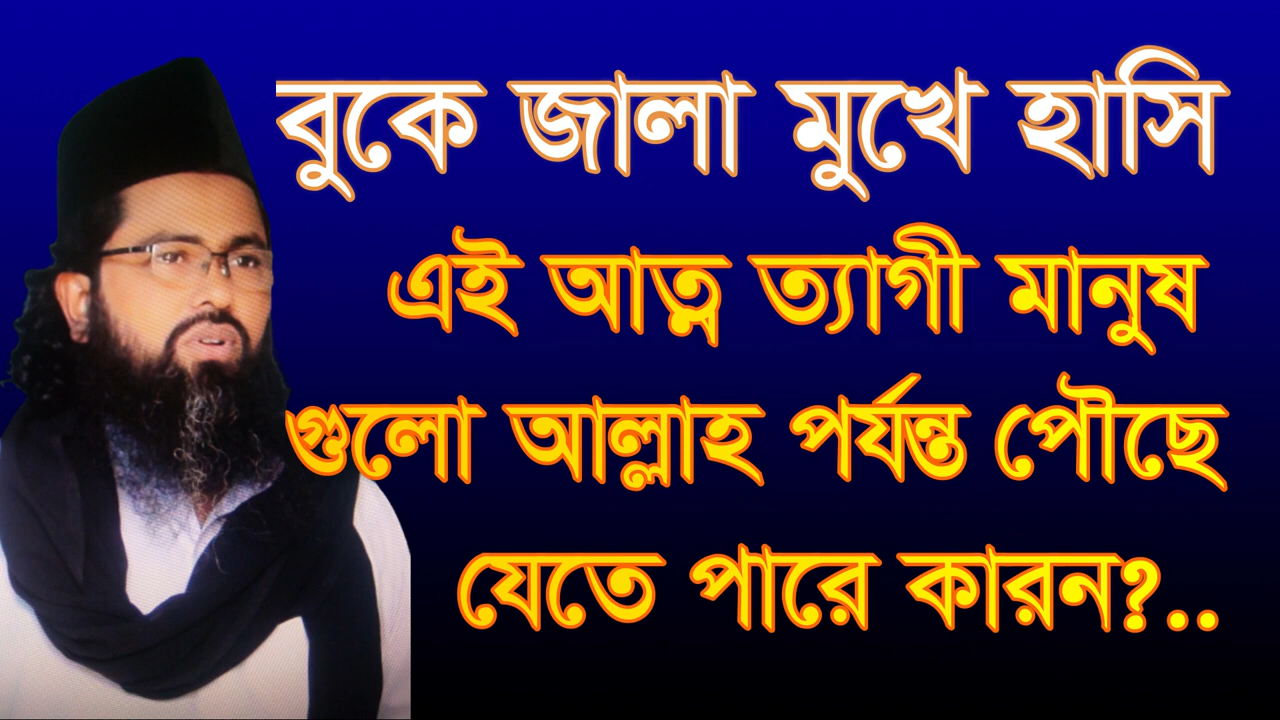 বুকে জালা মুখে হাসি
এই আত্ন ত্যাগী মানুষ
গুলো আল্লাহ পর্যন্ত পৌছে
যেতে পারে কারন?..